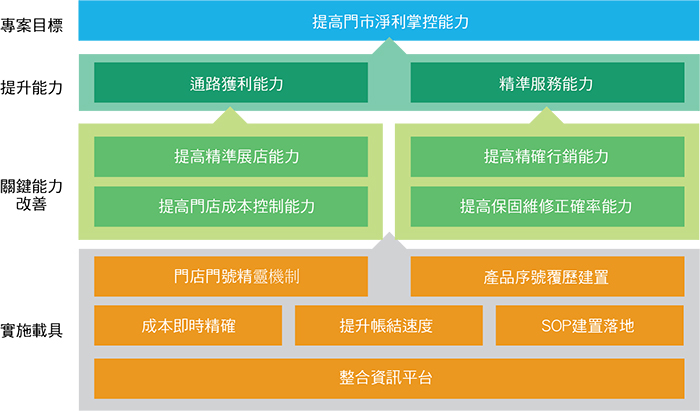 專案目標
提高門市淨利掌控能力
提升能力
通路獲利能力
精準服務能力
關鍵能力
改善
提高精準展店能力
提高精確行銷能力
提高門店成本控制能力
提高保固維修正確率能力
實施載具
門店門號精靈機制
產品序號履歷建置
成本即時精確
提升帳結速度
SOP建置落地
整合資訊平台